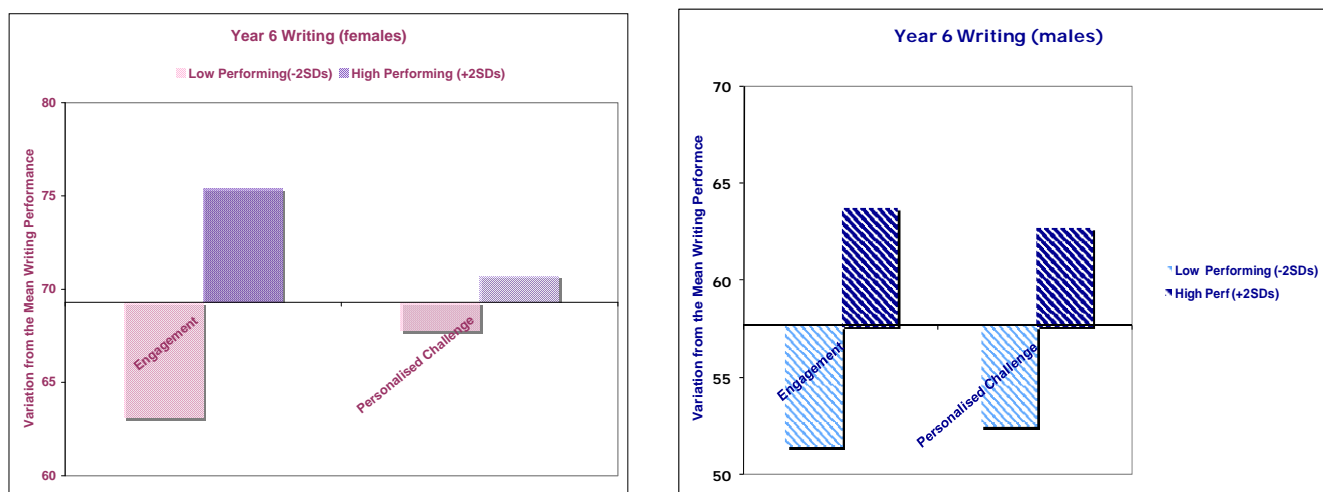 Year 6 Writing (females)
Low Performing(-2SDs) High Performing (+2SDs)
Variation from the Mean Writing Performance
80
75
70
65
60
Engagement
Personalised Challenge
Year 6 Writing (males)
Variation from the Mean Writing Performce
70
65
60
55
50
Engagement
Personalised Challenge
Low Performing (-2SDs)
High Perf (+2SDs)